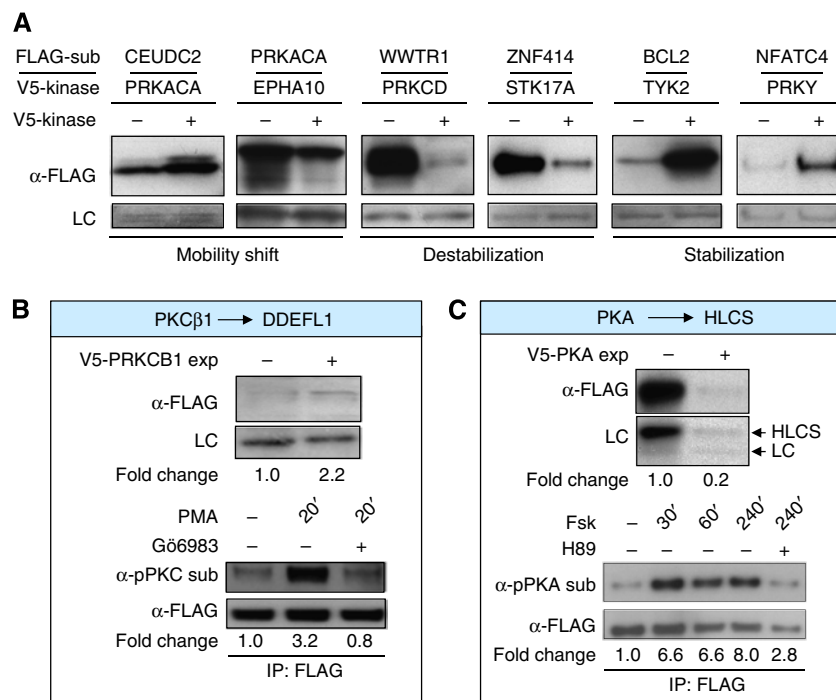 A
FLAG-sub CEUDC2 PRKACA WWTR1 ZNF414 BCL2 NFATC4
V5-kinase PRKACA EPHA10 PRKCD STK17A TYK2 PRKY
V5-kinase – + – + – + – + – + – +
α-FLAG
LC
Mobility shift Destabilization Stabilization
B
PKCβ1 → DDEFL1
V5-PRKCB1 exp – +
α-FLAG
LC
Fold change 1.0 2.2
PMA – 20′ 20′
Gö6983 – – +
α-pPKC sub
α-FLAG
Fold change 1.0 3.2 0.8
IP: FLAG
C
PKA → HLCS
V5-PKA exp – +
α-FLAG
LC ← HLCS
← LC
Fold change 1.0 0.2
Fsk – 30′ 60′ 240′ 240′
H89 – – – – +
α-pPKA sub
α-FLAG
Fold change 1.0 6.6 6.6 8.0 2.8
IP: FLAG